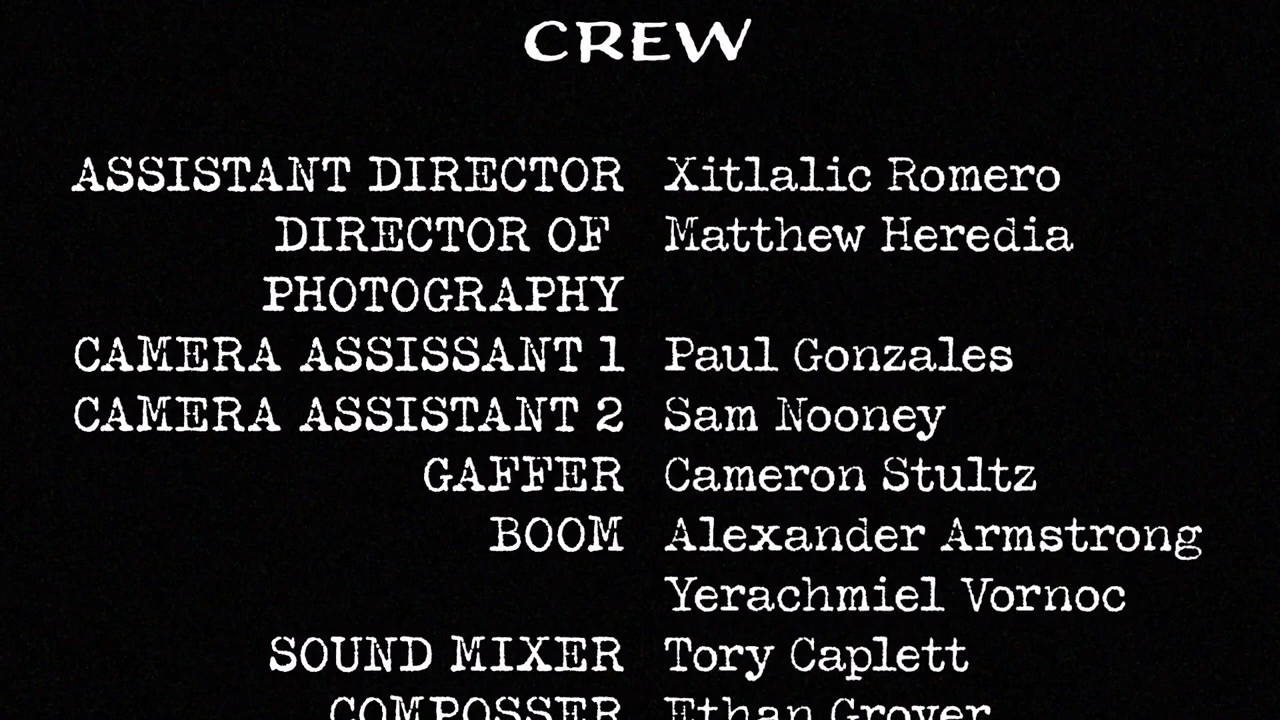 CREW
ASSISTANT DIRECTOR Xitlalic Romero
DIRECTOR OF Matthew Heredia
PHOTOGRAPHY
CAMERA ASSISSANT 1 Paul Gonzales
CAMERA ASSISTANT 2 Sam Nooney
GAFFER Cameron Stultz
BOOM Alexander Armstrong
Yerachmiel Vornoc
SOUND MIXER Tory Caplett
COMPOSSER Ethan Grover